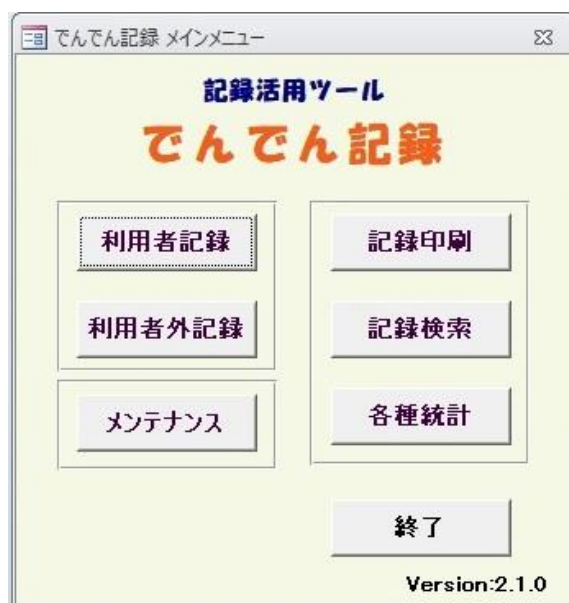 でんでん記録 メインメニュー
記録活用ツール
でんでん記録
利用者記録
利用者外記録
メンテナンス
記録印刷
記録検索
各種統計
終了
Version:2.1.0